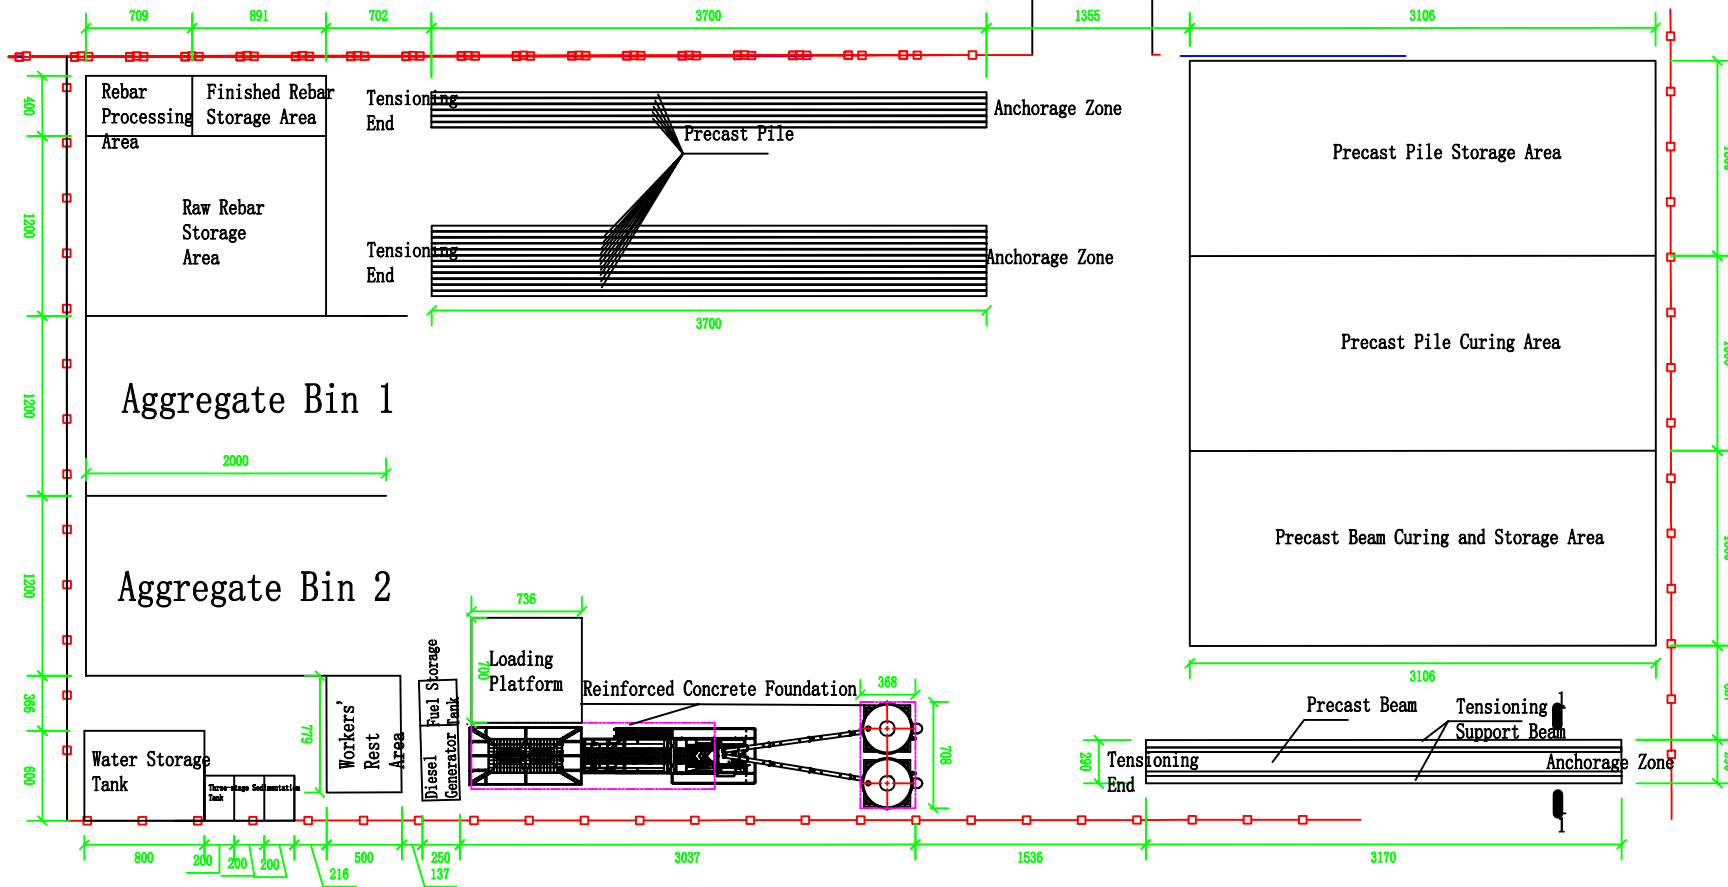 709
891
702
3700
1355
3106
400
1200
1200
1200
366
600
Rebar
Processing
Area
Finished Rebar
Storage Area
Raw Rebar
Storage
Area
Tensioning
End
Anchorage Zone
Precast Pile
Tensioning
End
Anchorage Zone
3700
Precast Pile Storage Area
Precast Pile Curing Area
Precast Beam Curing and Storage Area
3106
Aggregate Bin 1
2000
Aggregate Bin 2
736
700
Loading
Platform
Reinforced Concrete Foundation
368
708
Fuel Storage
Tank
Diesel
Generator
Workers'
Rest
Area
779
Water Storage
Tank
Three-stage Sedimentation
Tank
Precast Beam
Tensioning
Support Beam
1
290
Tensioning
End
Anchorage Zone
1
800
200
200
200
216
500
250
137
3037
1536
3170